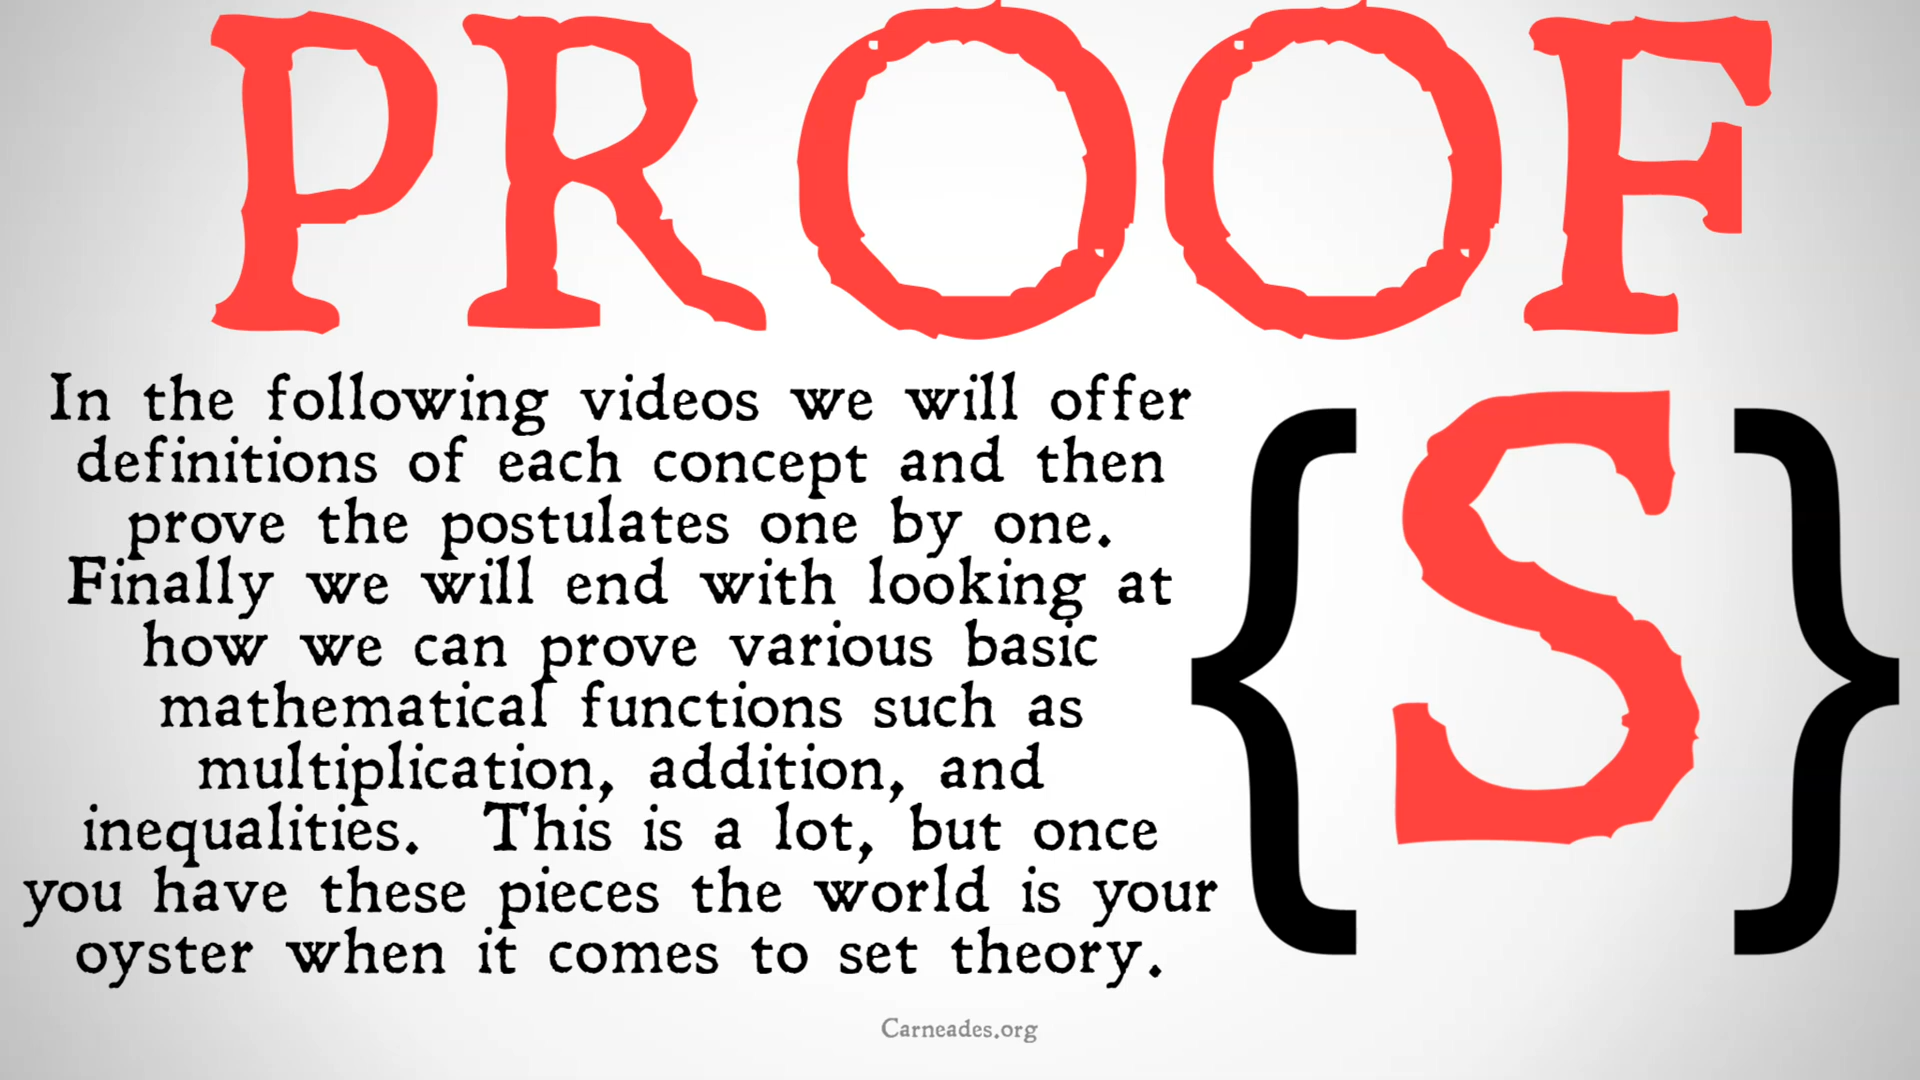 PROOF
In the following videos we will offer
definitions of each concept and then
prove the postulates one by one.
Finally we will end with looking at
how we can prove various basic
mathematical functions such as
multiplication, addition, and
inequalities.  This is a lot, but once
you have these pieces the world is your
oyster when it comes to set theory.
{S}
Carneades.org